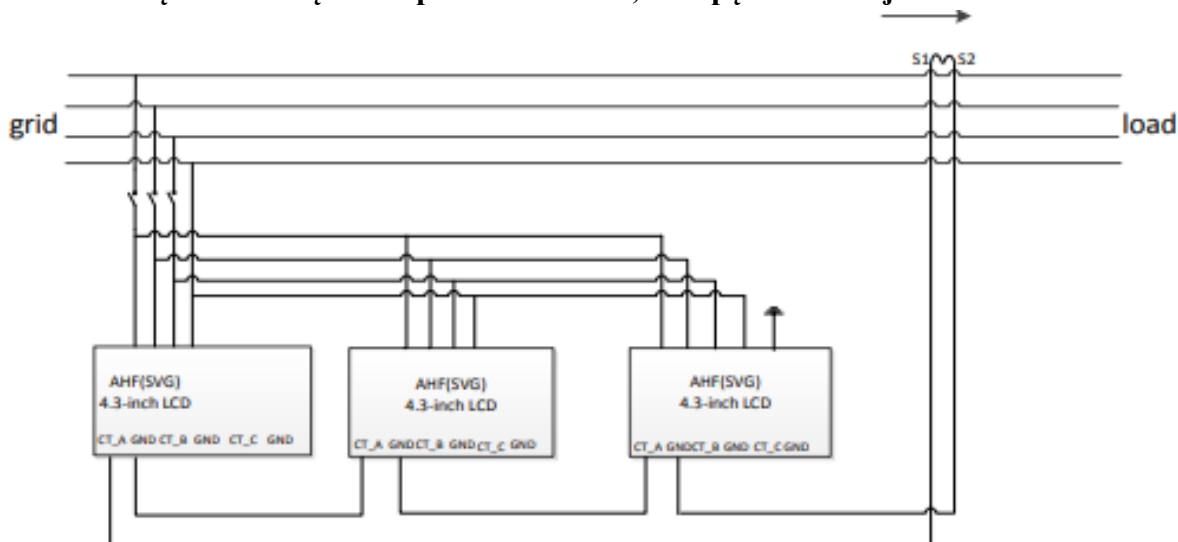 S1 S2
grid
load
AHF(SVG)
4.3-inch LCD
CT_A GND CT_B GND CT_C GND
AHF(SVG)
4.3-inch LCD
CT_A GND CT_B GND CT_C GND
AHF(SVG)
4.3-inch LCD
CT_A GND CT_B GND CT_C GND